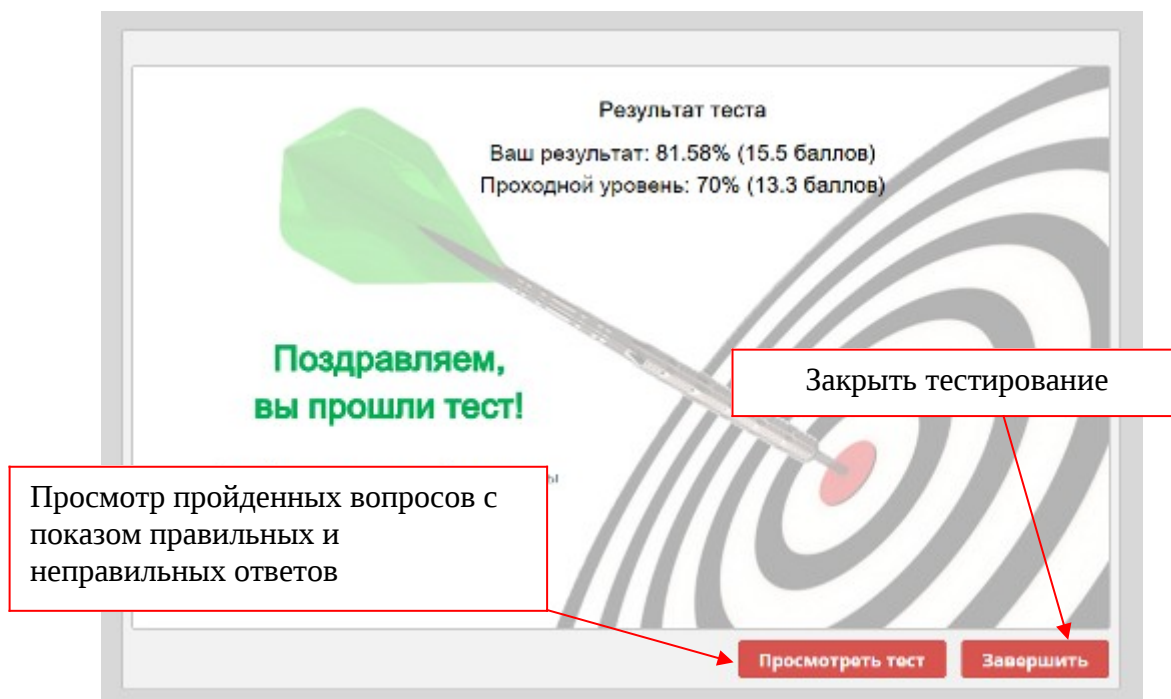 Результат теста
Ваш результат: 81.58% (15.5 баллов)
Проходной уровень: 70% (13.3 баллов)
Поздравляем,
вы прошли тест!
Закрыть тестирование
Просмотр пройденных вопросов с
показом правильных и
неправильных ответов
Просмотреть тест
Завершить